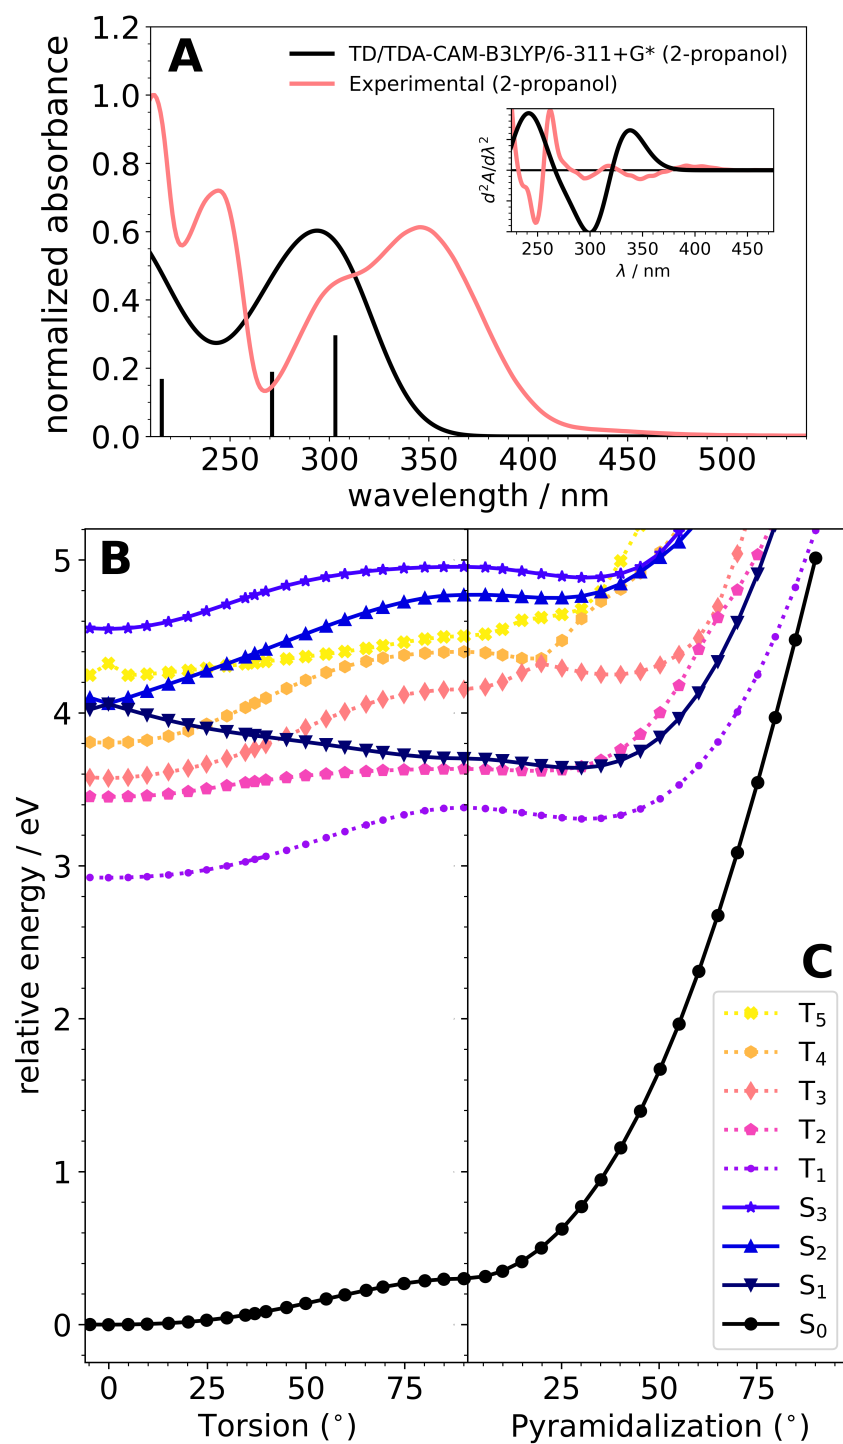 A
TD/TDA-CAM-B3LYP/6-311+G* (2-propanol)
Experimental (2-propanol)
normalized absorbance
1.2
1.0
0.8
0.6
0.4
0.2
0.0
250 300 350 400 450 500
wavelength / nm
d²A/dλ²
250 300 350 400 450
λ / nm
B
relative energy / eV
5
4
3
2
1
0
0 25 50 75
Torsion (°)
C
T₅
T₄
T₃
T₂
T₁
S₃
S₂
S₁
S₀
25 50 75
Pyramidalization (°)